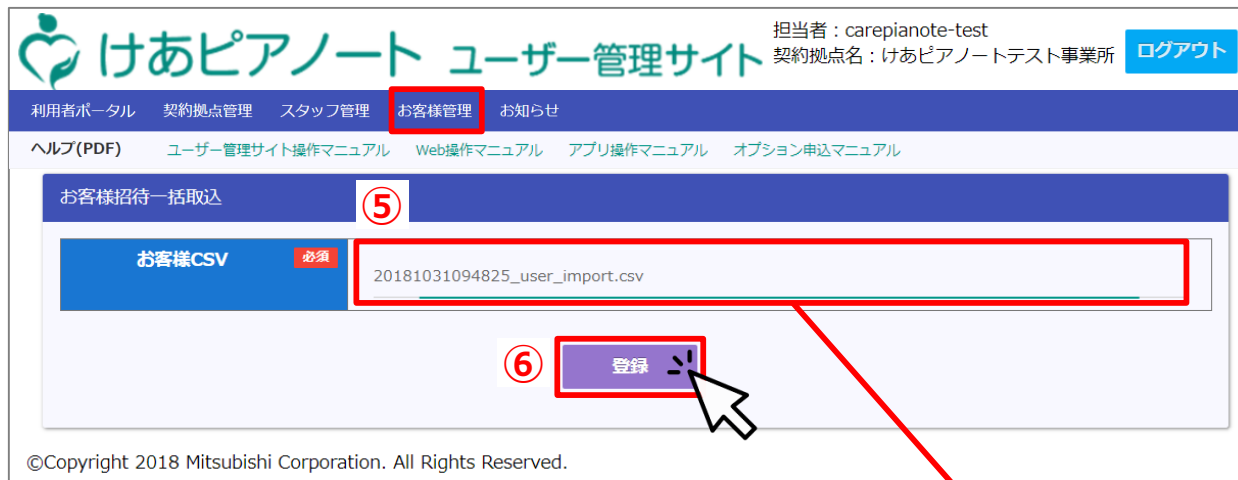 けあピアノート ユーザー管理サイト
担当者：carepianote-test
契約拠点名：けあピアノートテスト事業所
ログアウト
利用者ポータル 契約拠点管理 スタッフ管理 お客様管理 お知らせ
ヘルプ(PDF) ユーザー管理サイト操作マニュアル Web操作マニュアル アプリ操作マニュアル オプション申込マニュアル
お客様招待一括取込
⑤
お客様CSV 必須
20181031094825_user_import.csv
⑥ 登録
©Copyright 2018 Mitsubishi Corporation. All Rights Reserved.